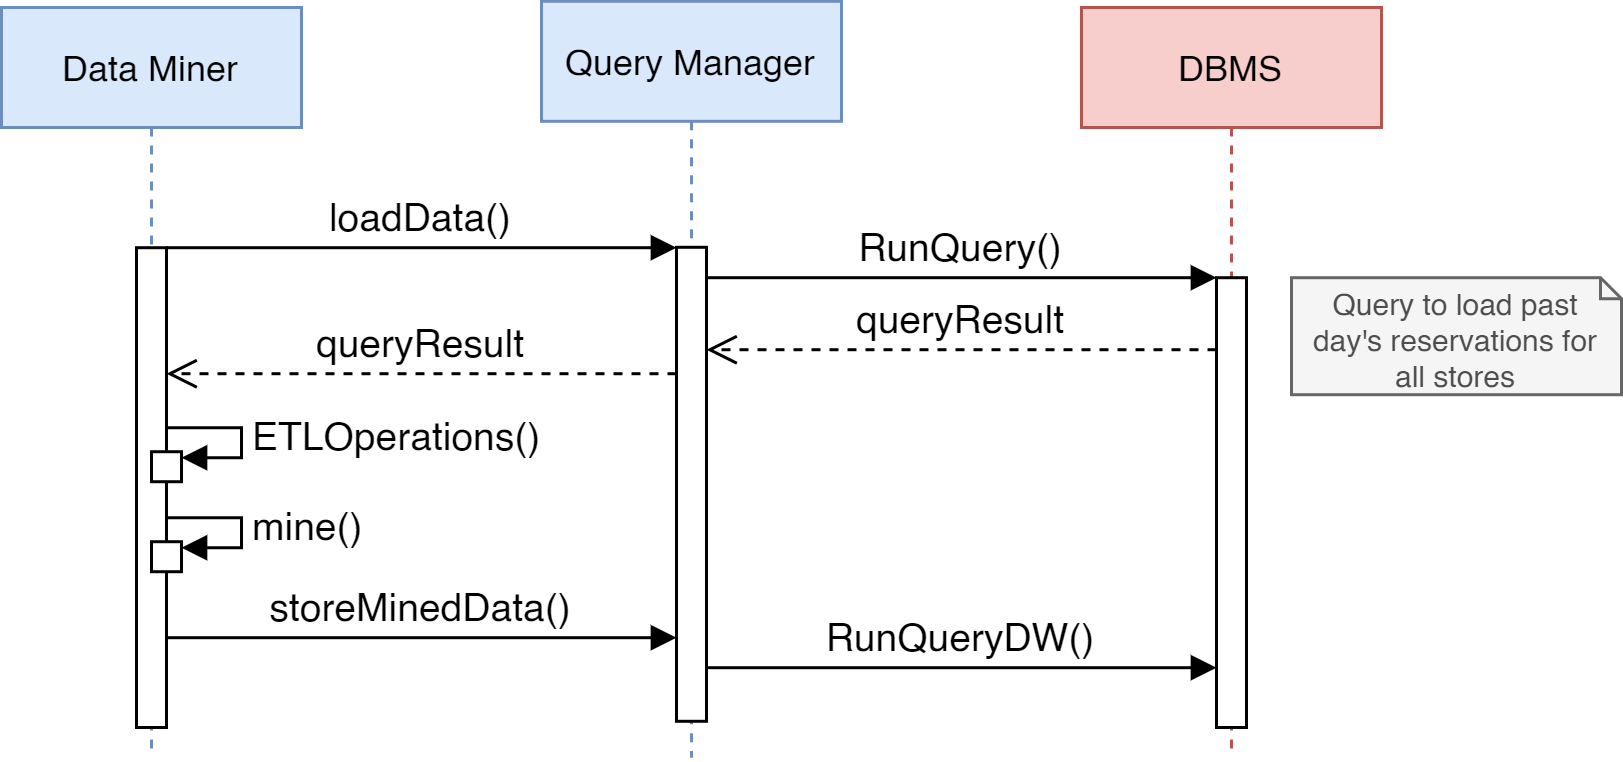 Data Miner
Query Manager
DBMS
loadData()
RunQuery()
Query to load past
day's reservations for
all stores
queryResult
queryResult
ETLOperations()
mine()
storeMinedData()
RunQueryDW()